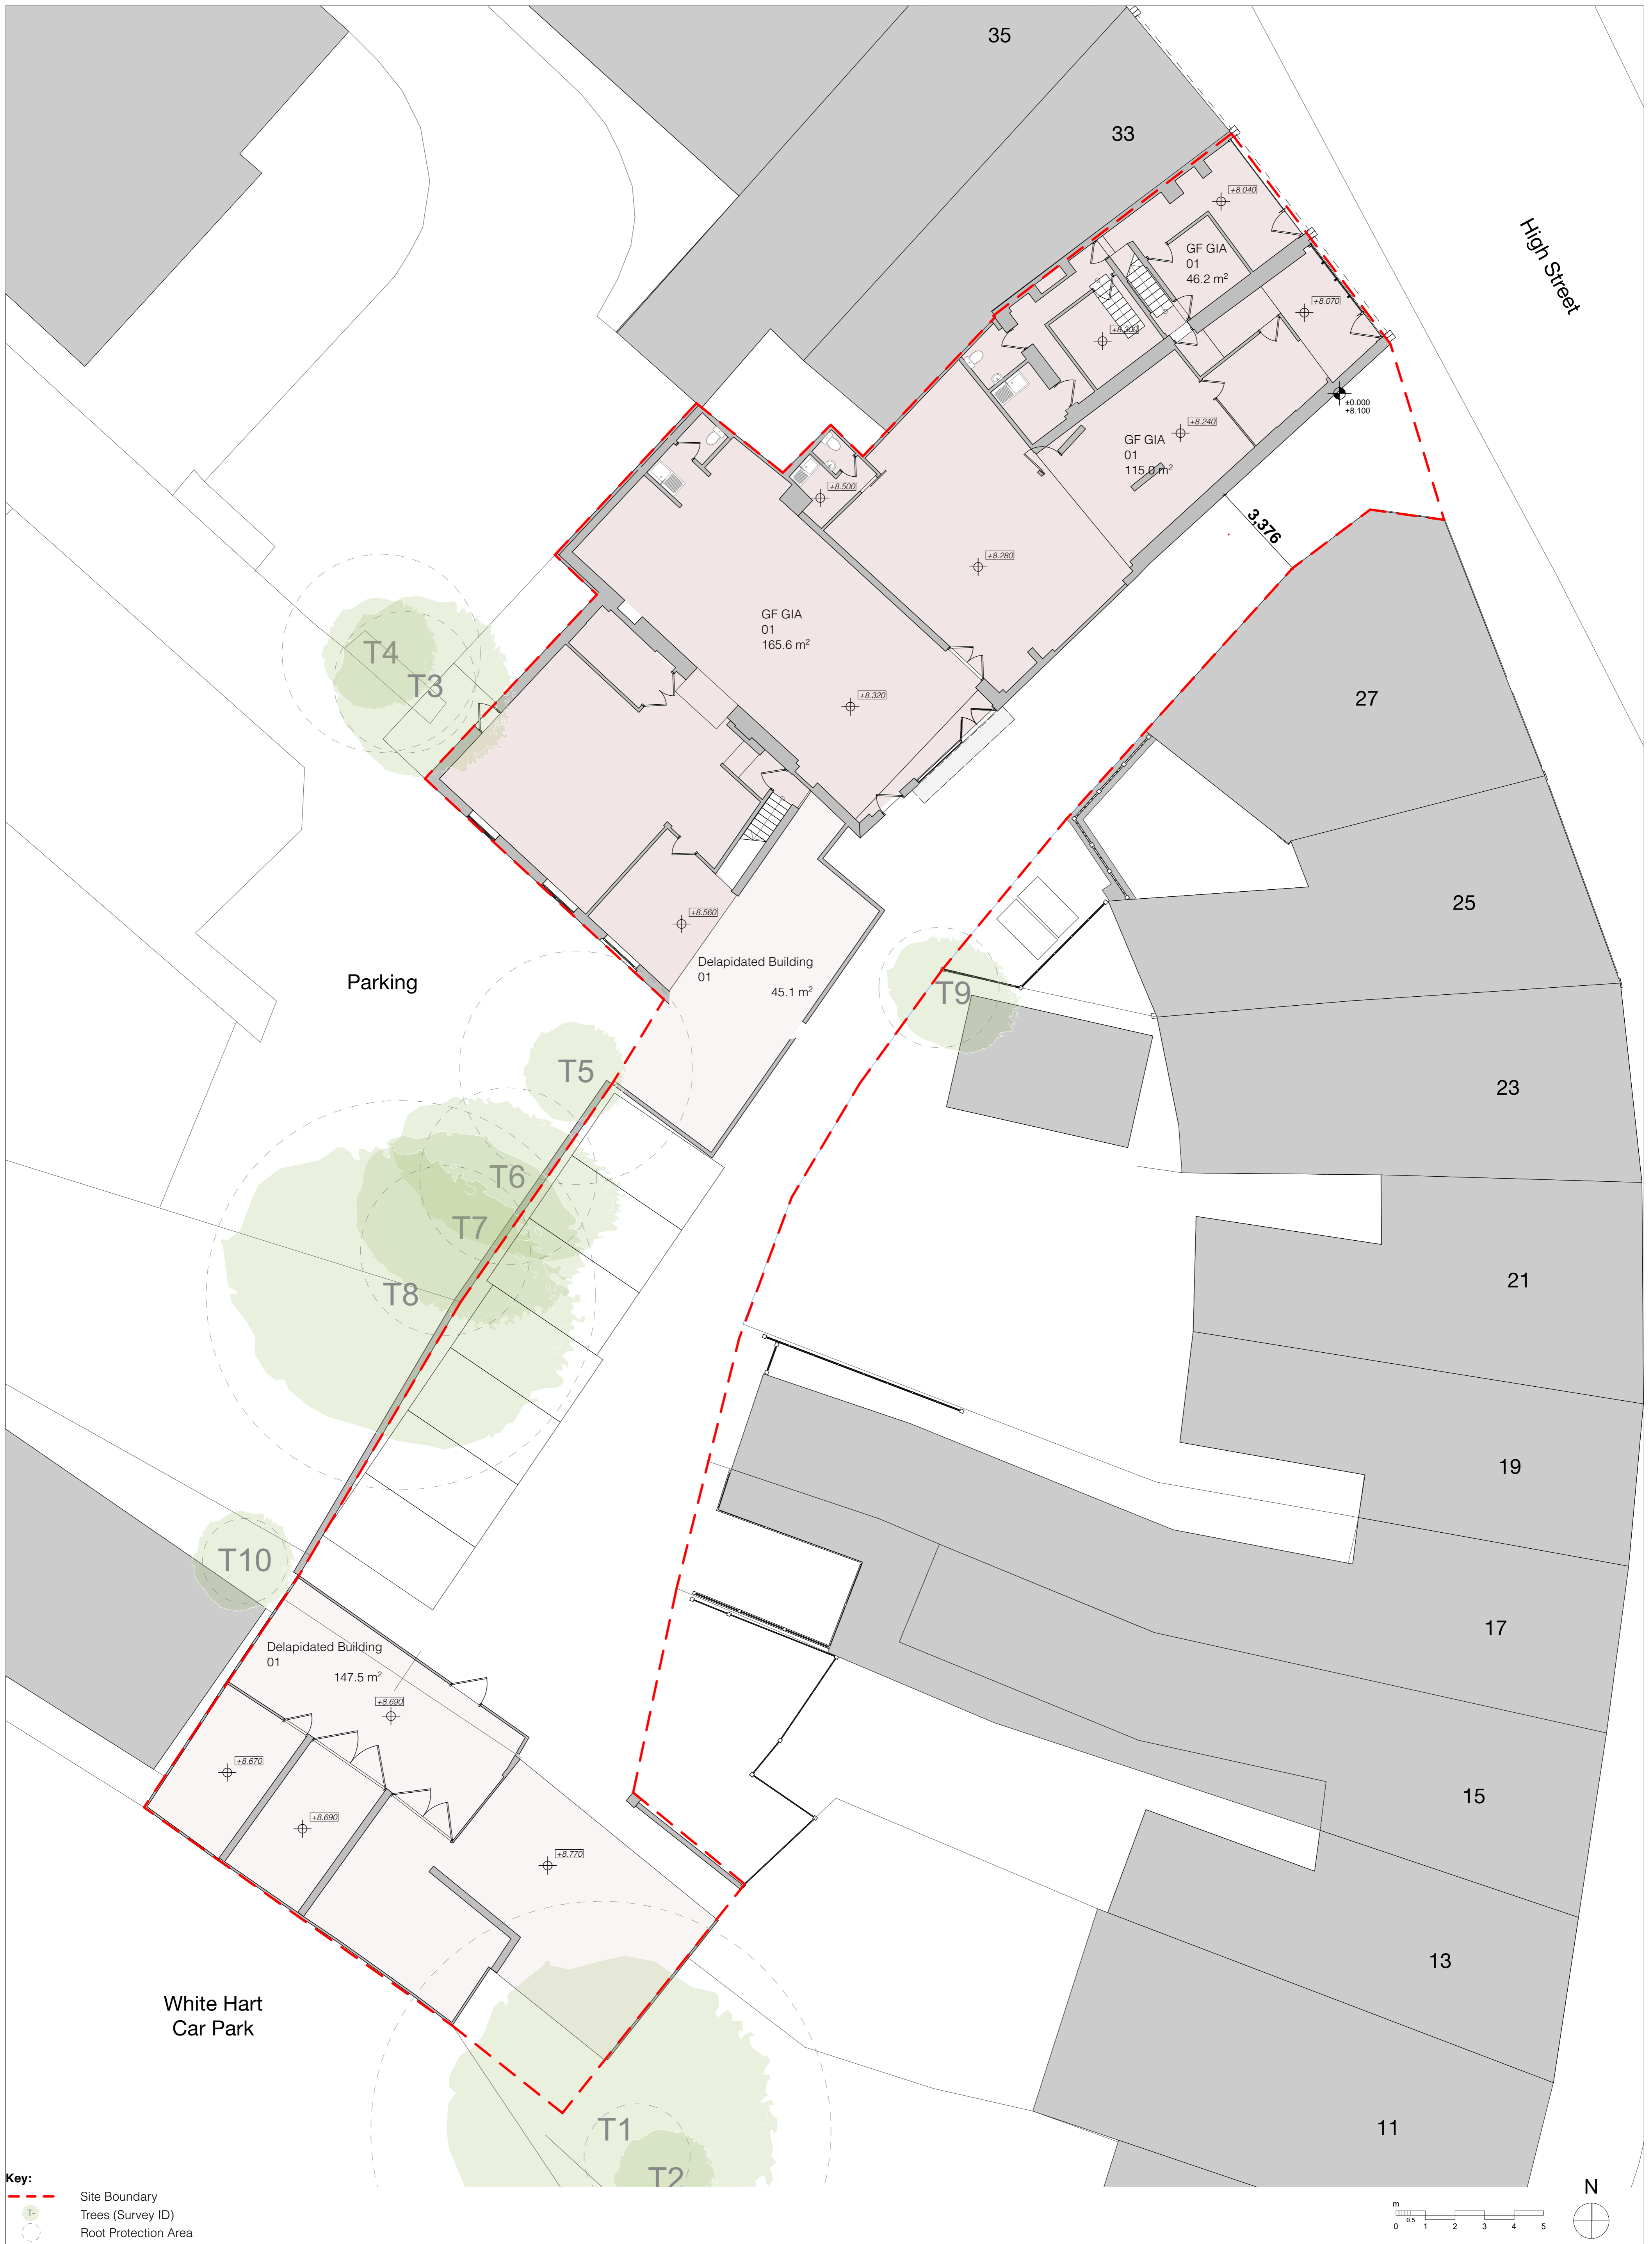 35
33
High Street
+8.040
GF GIA
01
46.2 m²
+8.070
±0.000
+8.100
+8.240
GF GIA
01
115.0 m²
+8.500
3,376
+8.280
GF GIA
01
165.6 m²
T4
T3
27
+8.320
25
+8.560
Delapidated Building
01
45.1 m²
Parking
T9
T5
23
T6
T7
T8
21
19
T10
17
Delapidated Building
01
147.5 m²
+8.690
+8.670
15
+8.690
+8.770
13
White Hart
Car Park
T1
11
T2
Key:
Site Boundary
T-
Trees (Survey ID)
Root Protection Area
m
0.5
0 1 2 3 4 5
N